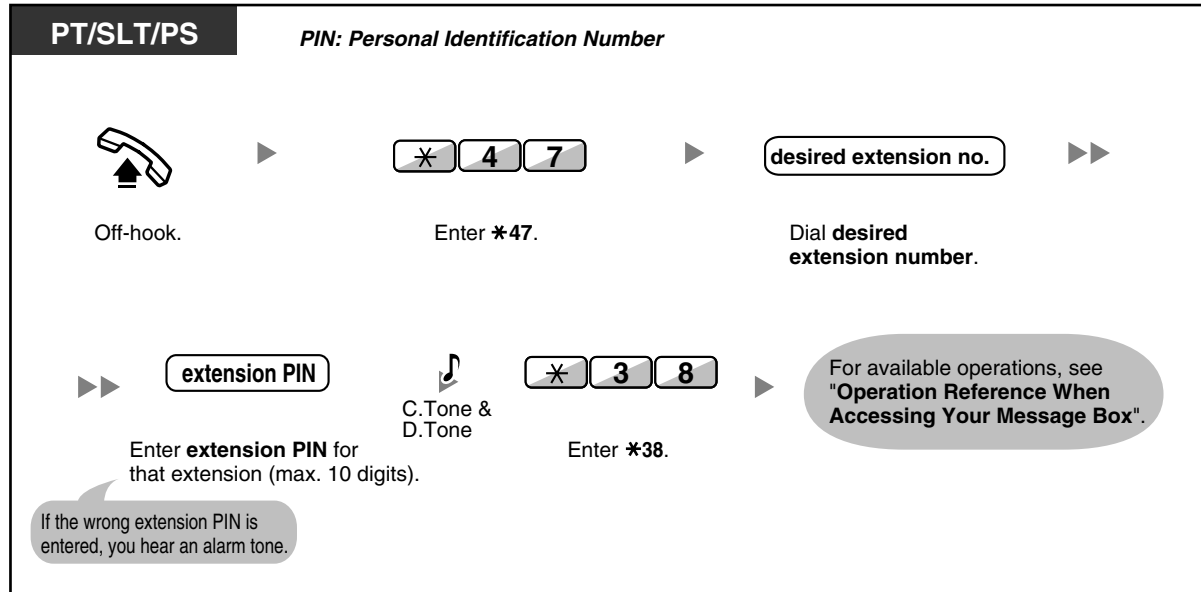 PT/SLT/PS
PIN: Personal Identification Number
* 4 7
desired extension no.
Off-hook.
Enter *47.
Dial desired
extension number.
extension PIN
C.Tone &
D.Tone
* 3 8
For available operations, see
"Operation Reference When
Accessing Your Message Box".
Enter extension PIN for
that extension (max. 10 digits).
Enter *38.
If the wrong extension PIN is
entered, you hear an alarm tone.